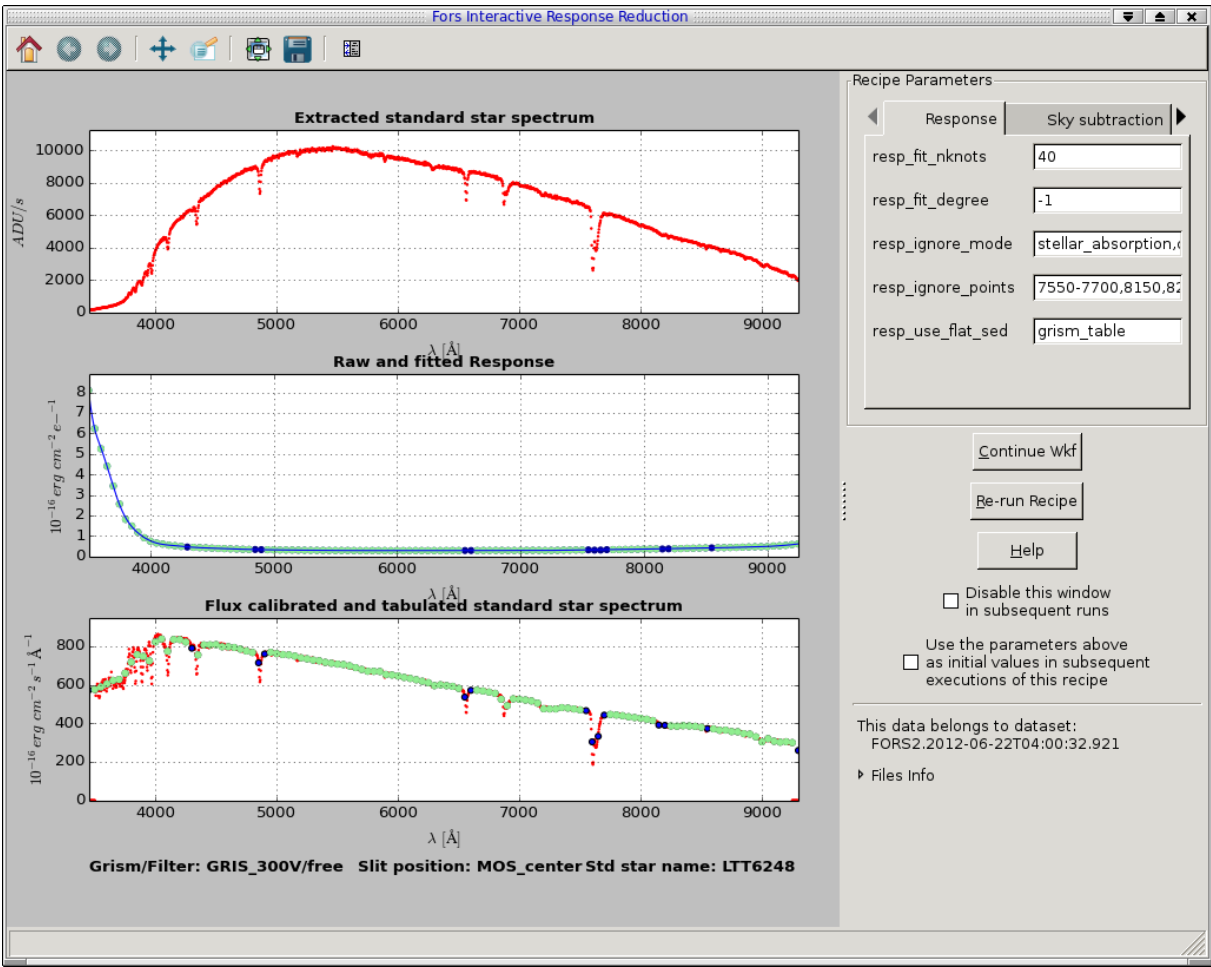 Fors Interactive Response Reduction
Extracted standard star spectrum
10000
8000
6000
4000
2000
0
ADU/s
4000 5000 6000 7000 8000 9000
λ [Å]
Raw and fitted Response
8
7
6
5
4
3
2
1
0
10⁻¹⁶ erg cm⁻² e−⁻¹
4000 5000 6000 7000 8000 9000
λ [Å]
Flux calibrated and tabulated standard star spectrum
800
600
400
200
0
10⁻¹⁶ erg cm⁻² s⁻¹ Å⁻¹
4000 5000 6000 7000 8000 9000
λ [Å]
Grism/Filter: GRIS_300V/free Slit position: MOS_center Std star name: LTT6248
Recipe Parameters
Response Sky subtraction
resp_fit_nknots 40
resp_fit_degree -1
resp_ignore_mode stellar_absorption,
resp_ignore_points 7550-7700,8150,82
resp_use_flat_sed grism_table
Continue Wkf
Re-run Recipe
Help
Disable this window
in subsequent runs
Use the parameters above
as initial values in subsequent
executions of this recipe
This data belongs to dataset:
FORS2.2012-06-22T04:00:32.921
Files Info